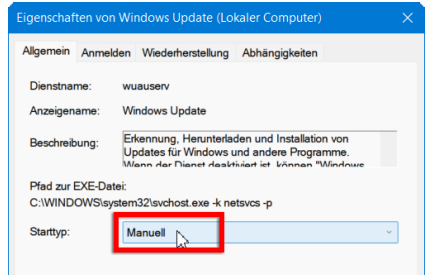 Eigenschaften von Windows Update (Lokaler Computer)
Allgemein Anmelden Wiederherstellung Abhängigkeiten
Dienstname: wuauserv
Anzeigename: Windows Update
Beschreibung: Erkennung, Herunterladen und Installation von
Updates für Windows und andere Programme.
Wenn der Dienst deaktiviert ist, können "Windows
Pfad zur EXE-Datei:
C:\WINDOWS\system32\svchost.exe -k netsvcs -p
Starttyp: Manuell